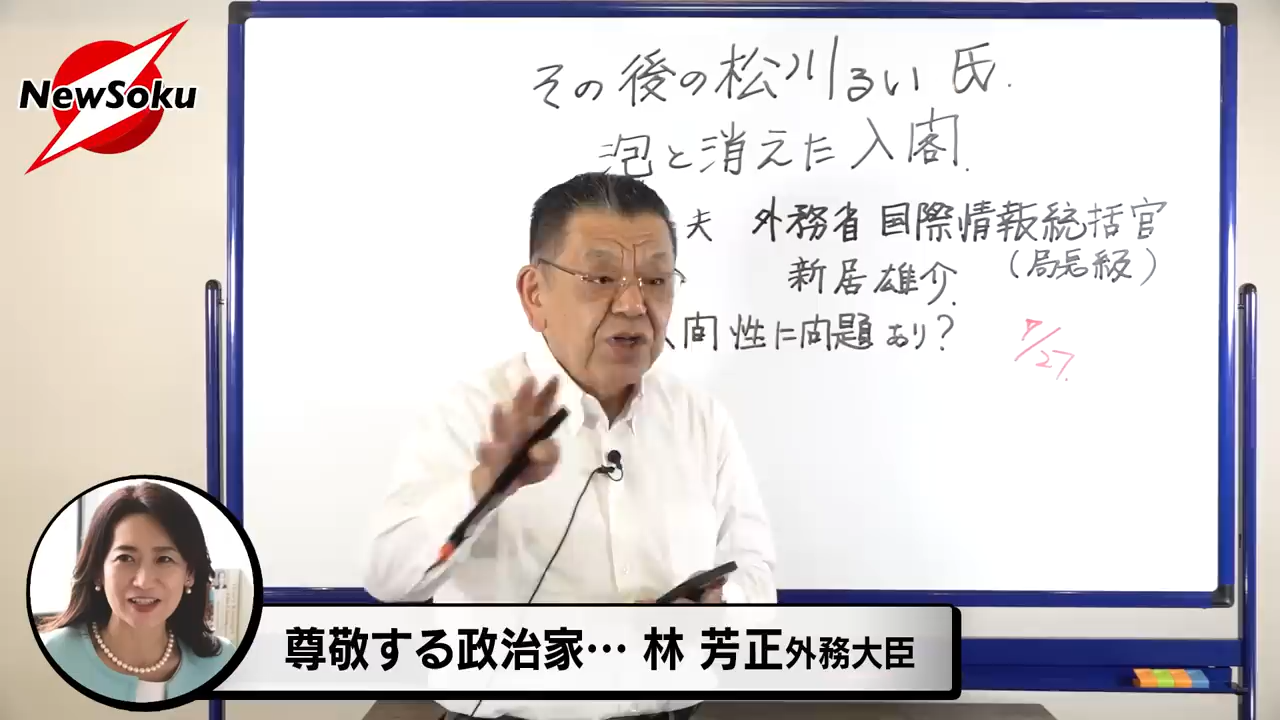 NewSoku
その後の松川るい氏.
泡と消えた入閣.
夫 外務省 国際情報統括官
新居雄介. (局長級)
人間性に問題あり?
7/27.
尊敬する政治家… 林 芳正外務大臣